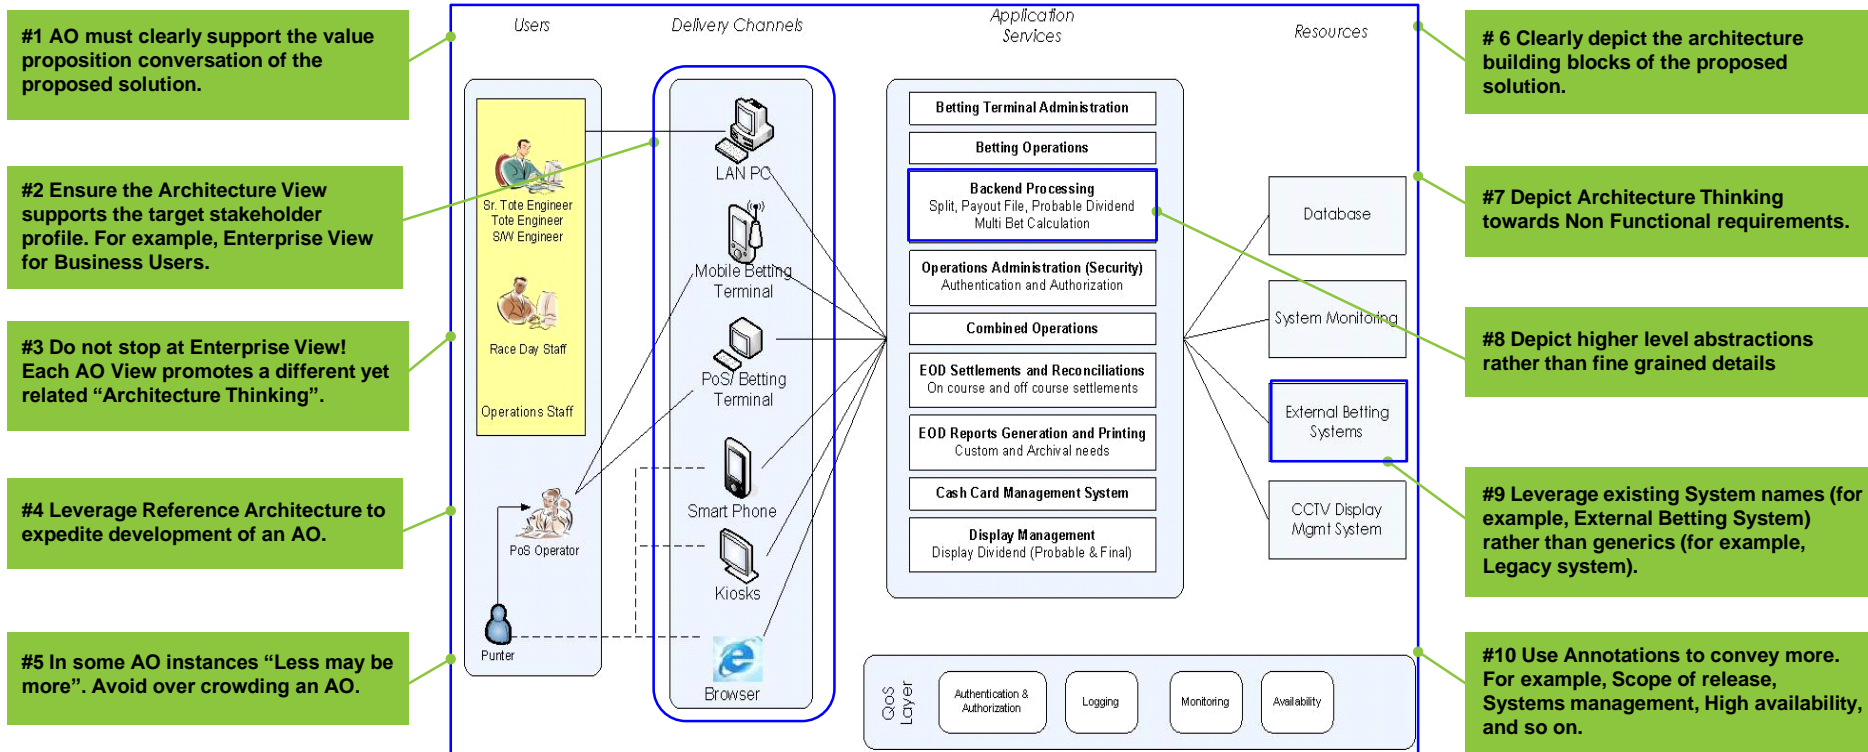 #1 AO must clearly support the value
proposition conversation of the
proposed solution.
#2 Ensure the Architecture View
supports the target stakeholder
profile. For example, Enterprise View
for Business Users.
#3 Do not stop at Enterprise View!
Each AO View promotes a different yet
related “Architecture Thinking”.
#4 Leverage Reference Architecture to
expedite development of an AO.
#5 In some AO instances “Less may be
more”. Avoid over crowding an AO.
Users
Sr. Tote Engineer
Tote Engineer
S/W Engineer
Race Day Staff
Operations Staff
PoS Operator
Punter
Delivery Channels
LAN PC
Mobile Betting
Terminal
PoS/ Betting
Terminal
Smart Phone
Kiosks
Browser
Application
Services
Betting Terminal Administration
Betting Operations
Backend Processing
Split, Payout File, Probable Dividend
Multi Bet Calculation
Operations Administration (Security)
Authentication and Authorization
Combined Operations
EOD Settlements and Reconciliations
On course and off course settlements
EOD Reports Generation and Printing
Custom and Archival needs
Cash Card Management System
Display Management
Display Dividend (Probable & Final)
Resources
Database
System Monitoring
External Betting
Systems
CCTV Display
Mgmt System
QoS
Layer
Authentication &
Authorization
Logging
Monitoring
Availability
# 6 Clearly depict the architecture
building blocks of the proposed
solution.
#7 Depict Architecture Thinking
towards Non Functional requirements.
#8 Depict higher level abstractions
rather than fine grained details
#9 Leverage existing System names (for
example, External Betting System)
rather than generics (for example,
Legacy system).
#10 Use Annotations to convey more.
For example, Scope of release,
Systems management, High availability,
and so on.